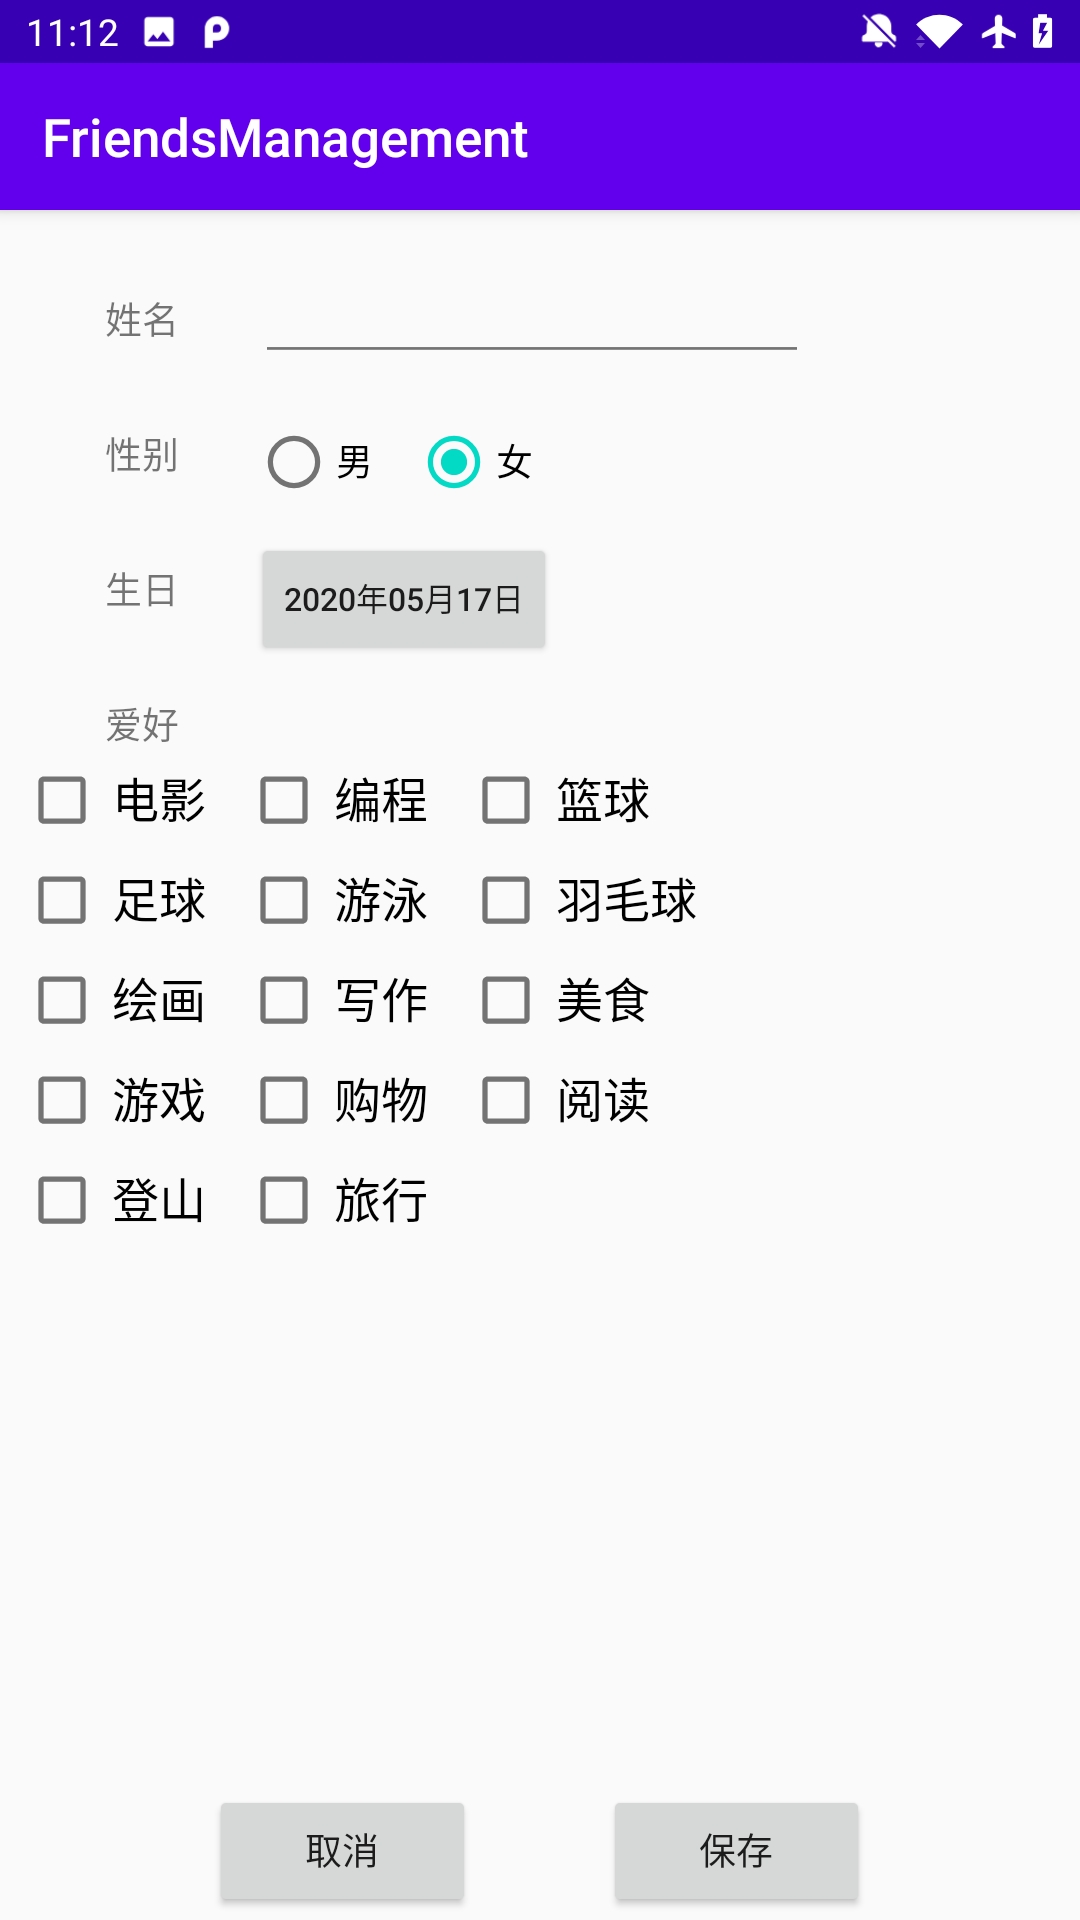 11:12
FriendsManagement
姓名
性别 男 女
生日 2020年05月17日
爱好
电影 编程 篮球
足球 游泳 羽毛球
绘画 写作 美食
游戏 购物 阅读
登山 旅行
取消 保存